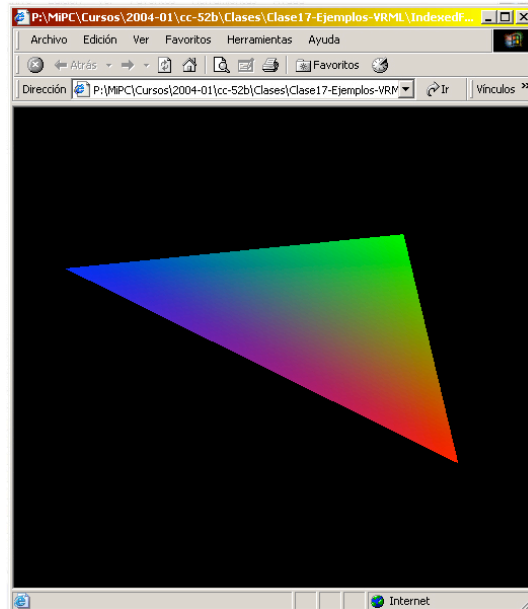 P:\MiPC\Cursos\2004-01\cc-52b\Clases\Clase17-Ejemplos-VRML\IndexedF...
Archivo Edición Ver Favoritos Herramientas Ayuda
Atrás Favoritos
Dirección P:\MiPC\Cursos\2004-01\cc-52b\Clases\Clase17-Ejemplos-VRM Ir Vínculos »
Internet